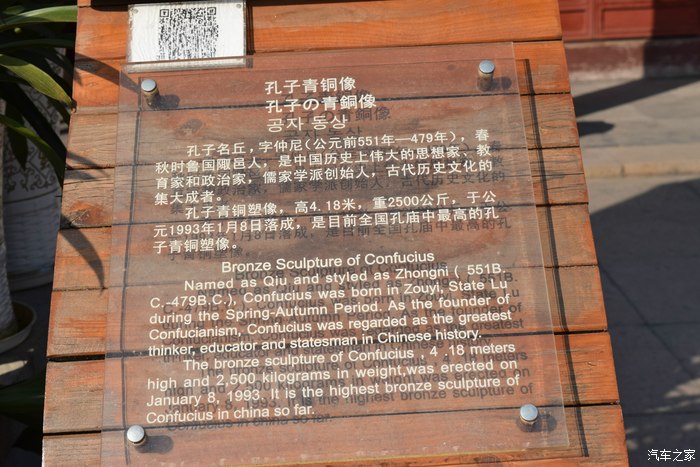 孔子青铜像
孔子の青銅像
공자 동상
孔子名丘，字仲尼（公元前551年—479年），春
秋时鲁国陬邑人，是中国历史上伟大的思想家、教
育家和政治家，儒家学派创始人，古代历史文化的
集大成者。
孔子青铜塑像，高4.18米，重2500公斤，于公
元1993年1月8日落成，是目前全国孔庙中最高的孔
子青铜塑像。
Bronze Sculpture of Confucius
Named as Qiu and styled as Zhongni ( 551B.
C.-479B.C.), Confucius was born in Zouyi, State Lu
during the Spring-Autumn Period. As the founder of
Confucianism, Confucius was regarded as the greatest
thinker, educator and statesman in Chinese history.
The bronze sculpture of Confucius , 4 .18 meters
high and 2,500 kilograms in weight,was erected on
January 8, 1993. It is the highest bronze sculpture of
Confucius in china so far.
汽车之家